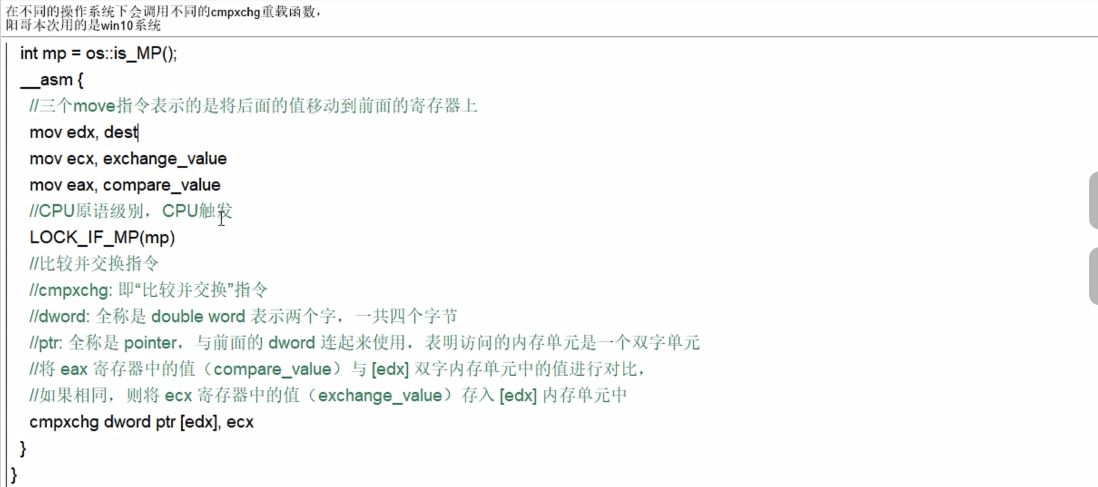 在不同的操作系统下会调用不同的cmpxchg重载函数，
阳哥本次用的是win10系统
int mp = os::is_MP();
__asm {
//三个move指令表示的是将后面的值移动到前面的寄存器上
mov edx, dest
mov ecx, exchange_value
mov eax, compare_value
//CPU原语级别，CPU触发
LOCK_IF_MP(mp)
//比较并交换指令
//cmpxchg: 即“比较并交换”指令
//dword: 全称是 double word 表示两个字，一共四个字节
//ptr: 全称是 pointer，与前面的 dword 连起来使用，表明访问的内存单元是一个双字单元
//将 eax 寄存器中的值（compare_value）与 [edx] 双字内存单元中的值进行对比，
//如果相同，则将 ecx 寄存器中的值（exchange_value）存入 [edx] 内存单元中
cmpxchg dword ptr [edx], ecx
}
}